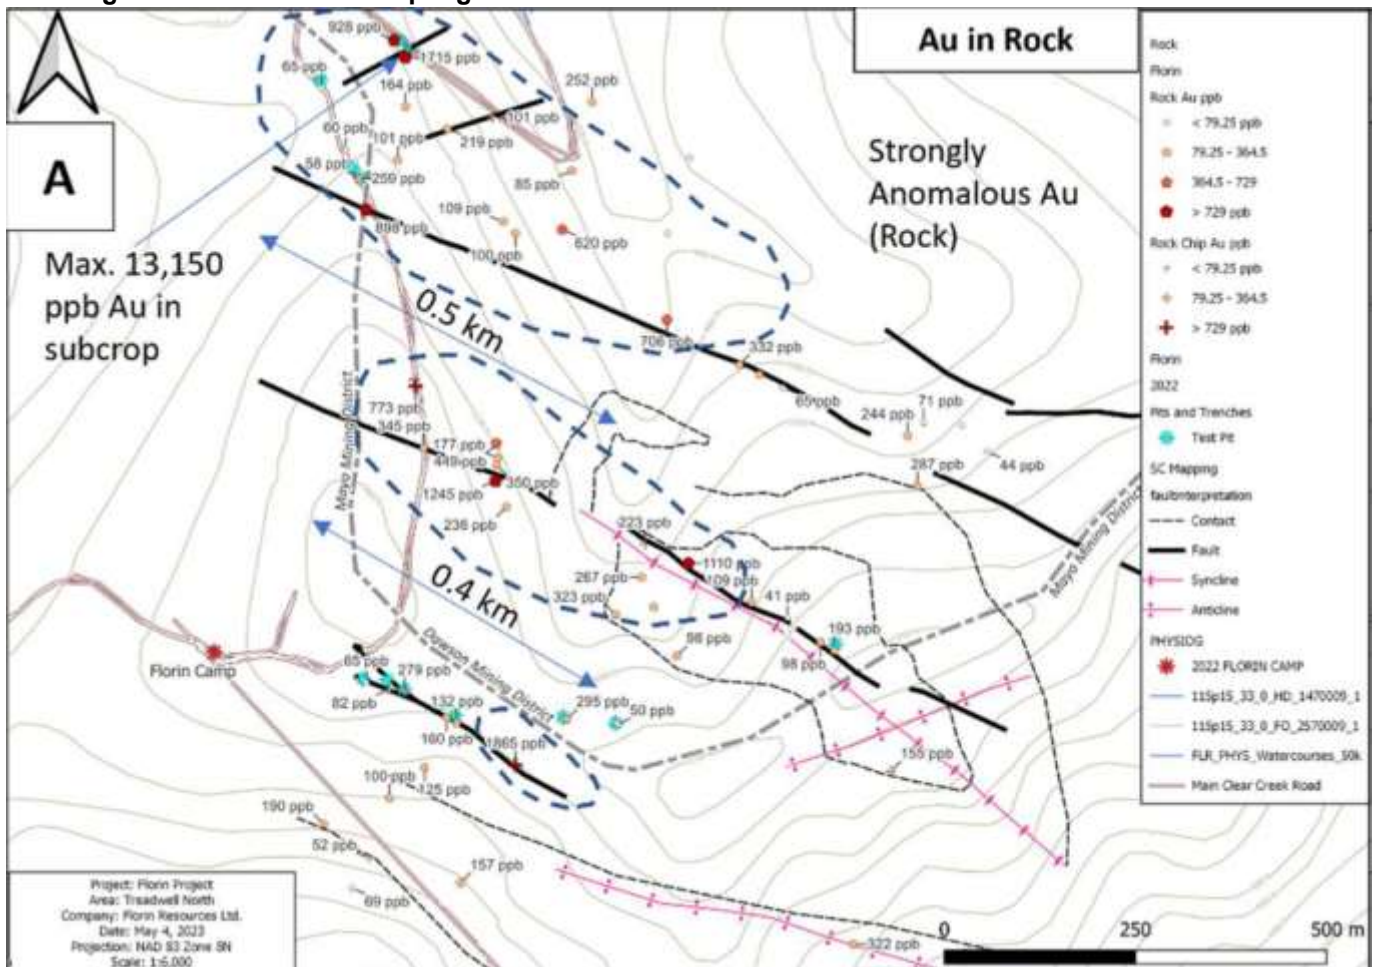 Au in Rock
A
Max. 13,150
ppb Au in
subcrop
Strongly
Anomalous Au
(Rock)
928 ppb
1715 ppb
65 ppb
164 ppb
252 ppb
60 ppb
101 ppb
101 ppb
219 ppb
58 ppb
259 ppb
85 ppb
109 ppb
898 ppb
620 ppb
100 ppb
0.5 km
706 ppb
332 ppb
65 ppb
Mayo Mining District
773 ppb
345 ppb
177 ppb
449 ppb
350 ppb
1245 ppb
238 ppb
244 ppb
71 ppb
44 ppb
287 ppb
223 ppb
1110 ppb
267 ppb
109 ppb
323 ppb
41 ppb
98 ppb
193 ppb
98 ppb
Mayo Mining District
0.4 km
Dawson Mining District
Florin Camp
85 ppb
279 ppb
82 ppb
132 ppb
295 ppb
50 ppb
160 ppb
1865 ppb
155 ppb
100 ppb
125 ppb
190 ppb
52 ppb
157 ppb
69 ppb
322 ppb
Rock
Florin
Rock Au ppb
< 79.25 ppb
79.25 - 364.5
364.5 - 729
> 729 ppb
Rock Chip Au ppb
< 79.25 ppb
79.25 - 364.5
> 729 ppb
Florin
2022
Pits and Trenches
Test Pit
SC Mapping
faultinterpretation
Contact
Fault
Syncline
Anticline
PHYSIOG
2022 FLORIN CAMP
115p15_33_0_HD_1470009_1
115p15_33_0_FO_2570009_1
FLR_PHYS_Watercourses_50k
Main Clear Creek Road
Project: Florin Project
Area: Treadwell North
Company: Florin Resources Ltd.
Date: May 4, 2023
Projection: NAD 83 Zone 8N
Scale: 1:6,000
0 250 500 m